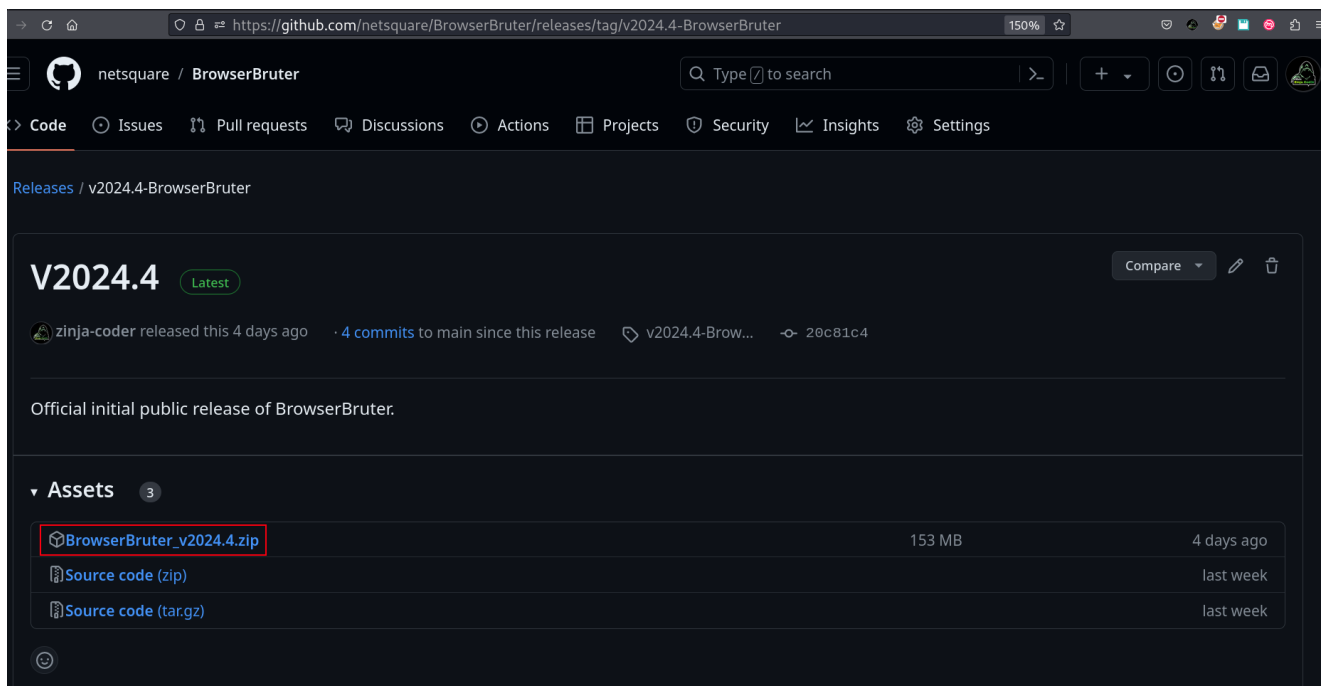 https://github.com/netsquare/BrowserBruter/releases/tag/v2024.4-BrowserBruter 150%
netsquare / BrowserBruter Type / to search
Code Issues Pull requests Discussions Actions Projects Security Insights Settings
Releases / v2024.4-BrowserBruter
V2024.4 Latest Compare
zinja-coder released this 4 days ago · 4 commits to main since this release v2024.4-Brow... 20c81c4
Official initial public release of BrowserBruter.
Assets 3
BrowserBruter_v2024.4.zip 153 MB 4 days ago
Source code (zip) last week
Source code (tar.gz) last week